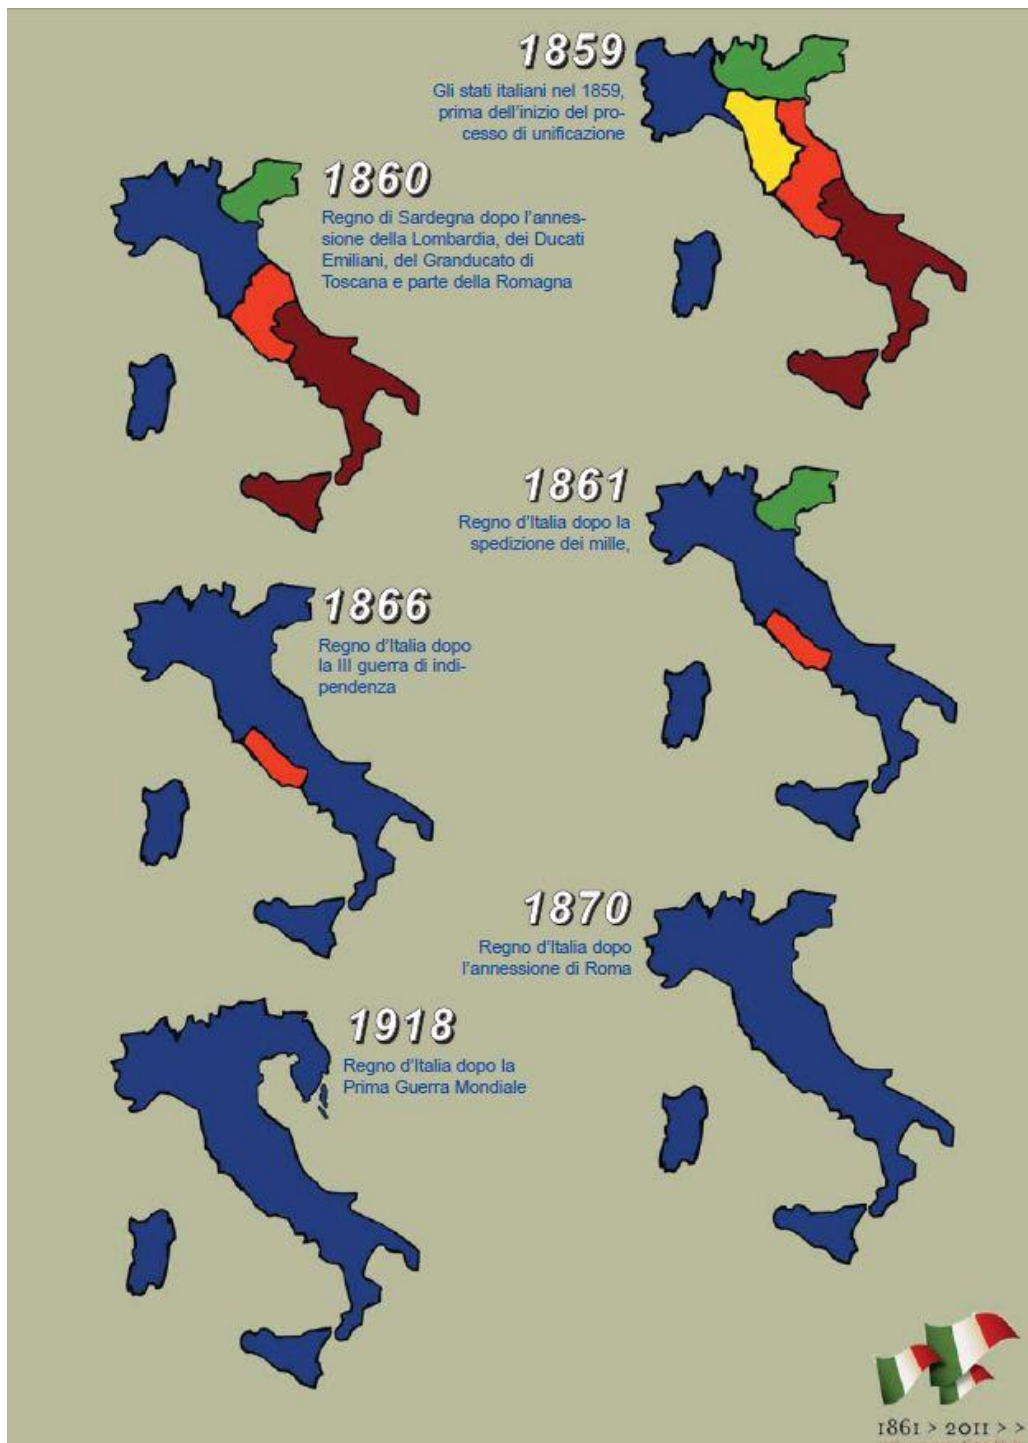 1859
Gli stati italiani nel 1859,
prima dell'inizio del pro-
cesso di unificazione
1860
Regno di Sardegna dopo l'annes-
sione della Lombardia, dei Ducati
Emiliani, del Granducato di
Toscana e parte della Romagna
1861
Regno d'Italia dopo la
spedizione dei mille,
1866
Regno d'Italia dopo
la III guerra di indi-
pendenza
1870
Regno d'Italia dopo
l'annessione di Roma
1918
Regno d'Italia dopo la
Prima Guerra Mondiale
1861 > 2011 > >